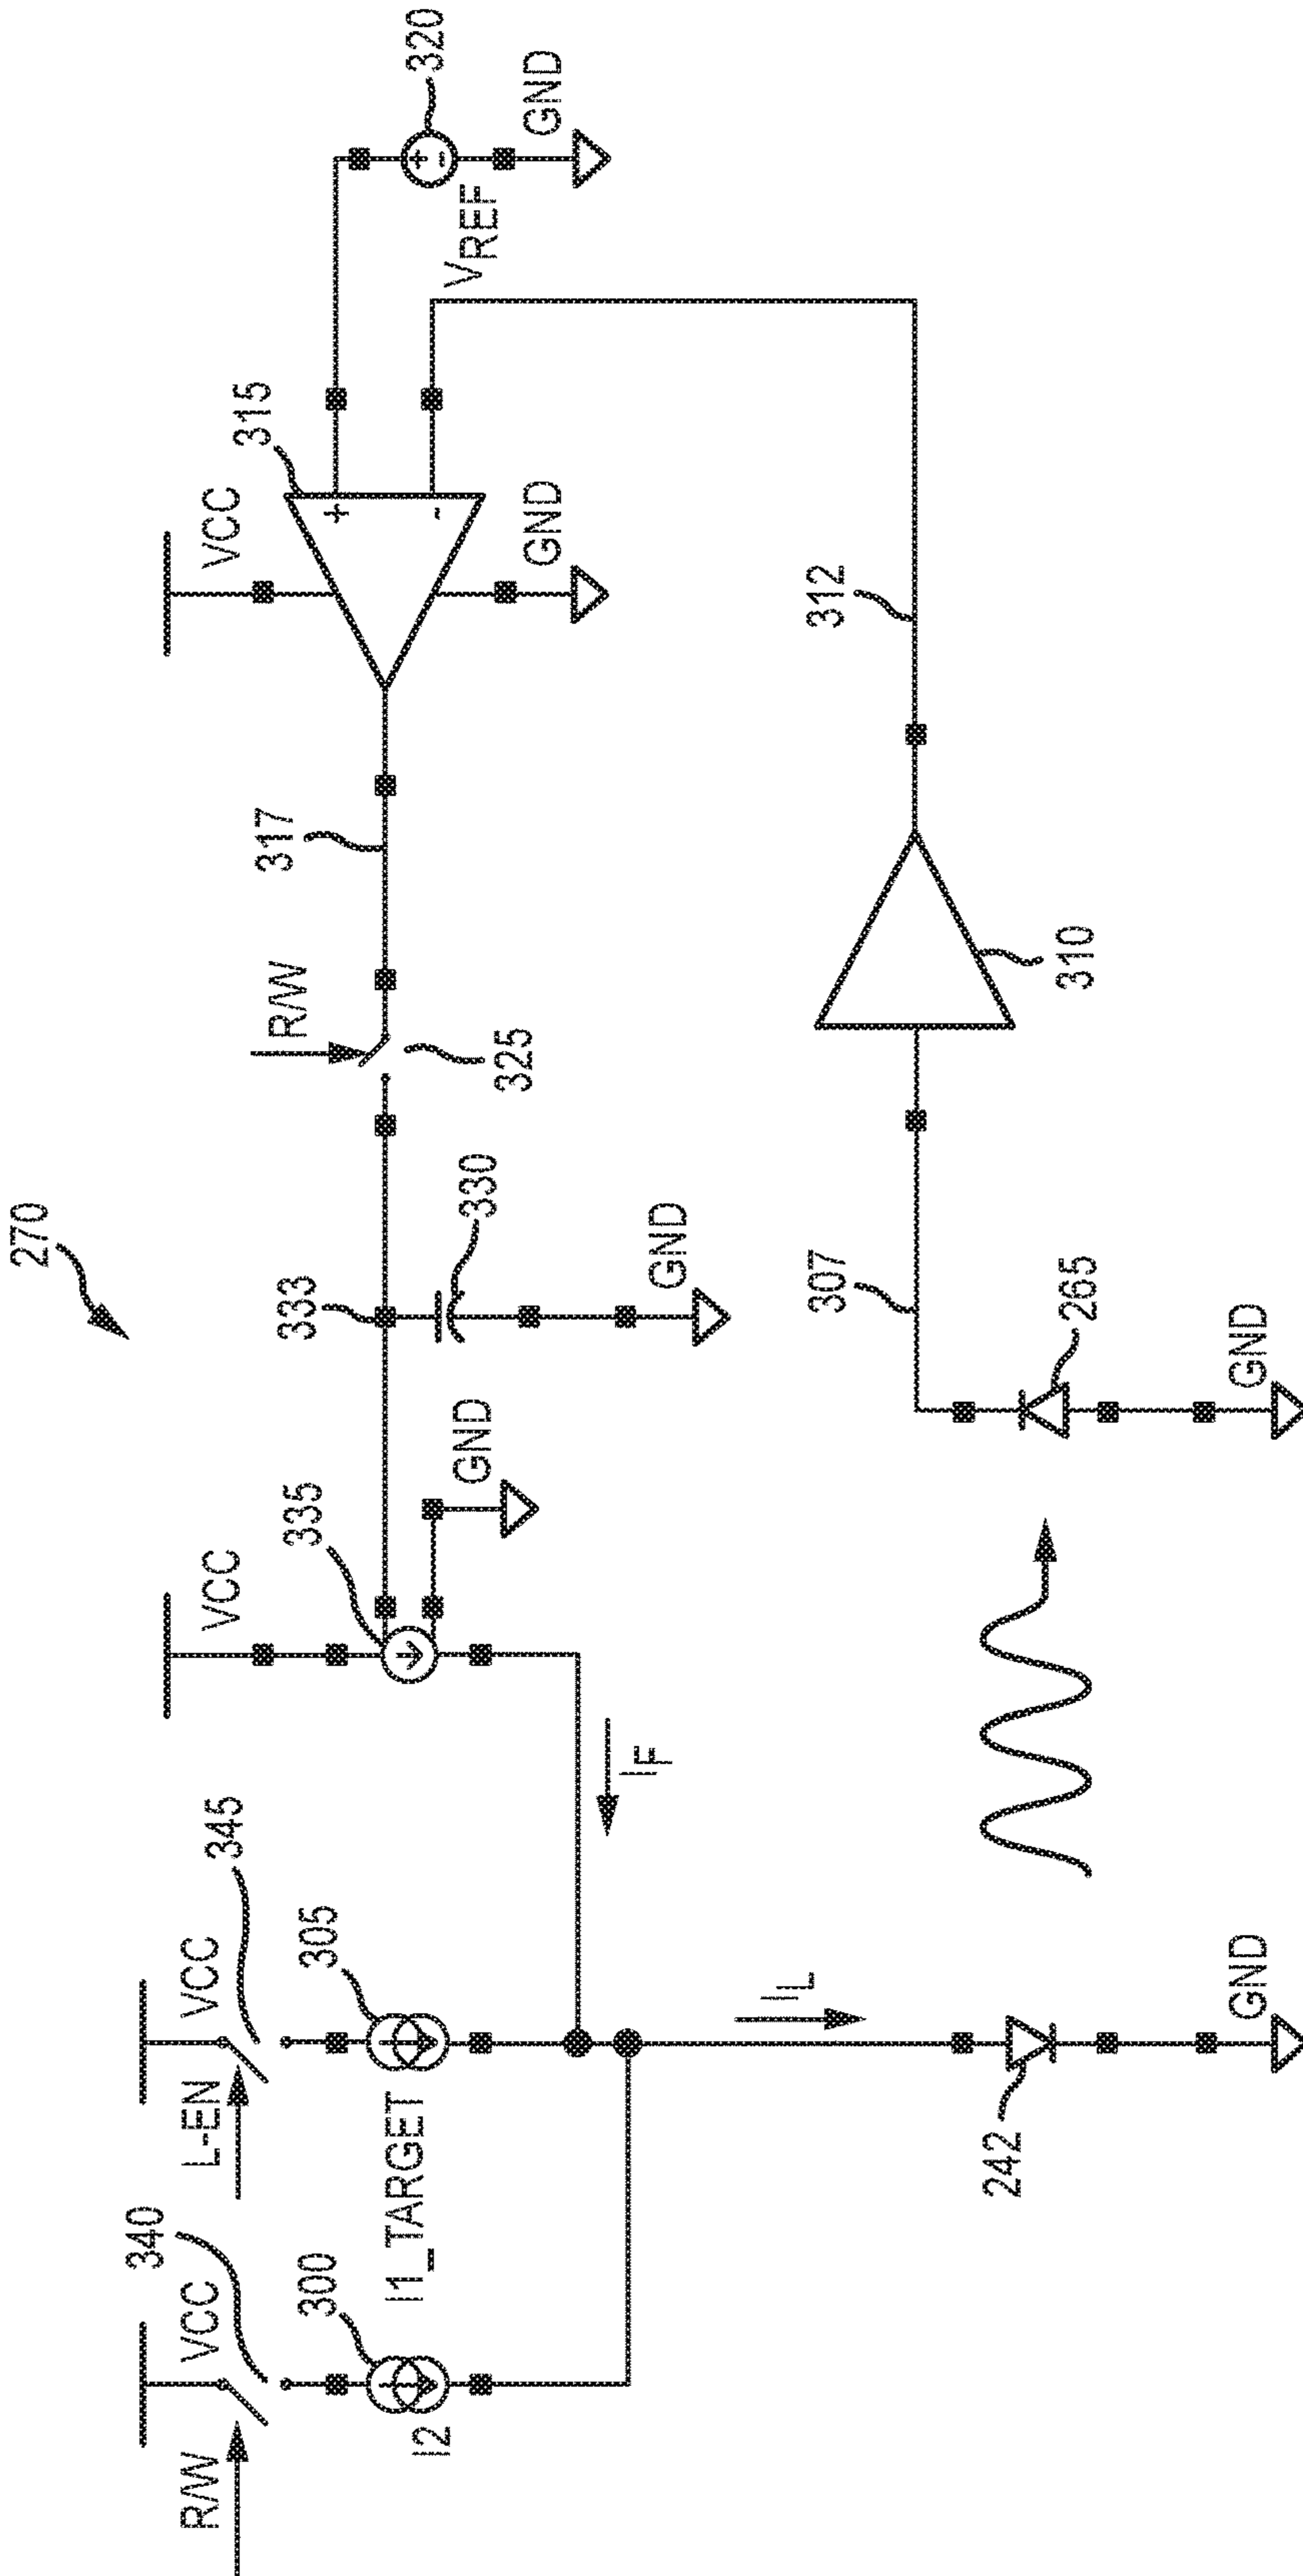 270
R/W
VCC
340
300
I2
L-EN
VCC
345
305
I1_TARGET
VCC
335
GND
IF
333
330
GND
R/W
325
317
VCC
315
+
-
GND
+
-
320
VREF
GND
IL
242
GND
307
265
GND
310
312